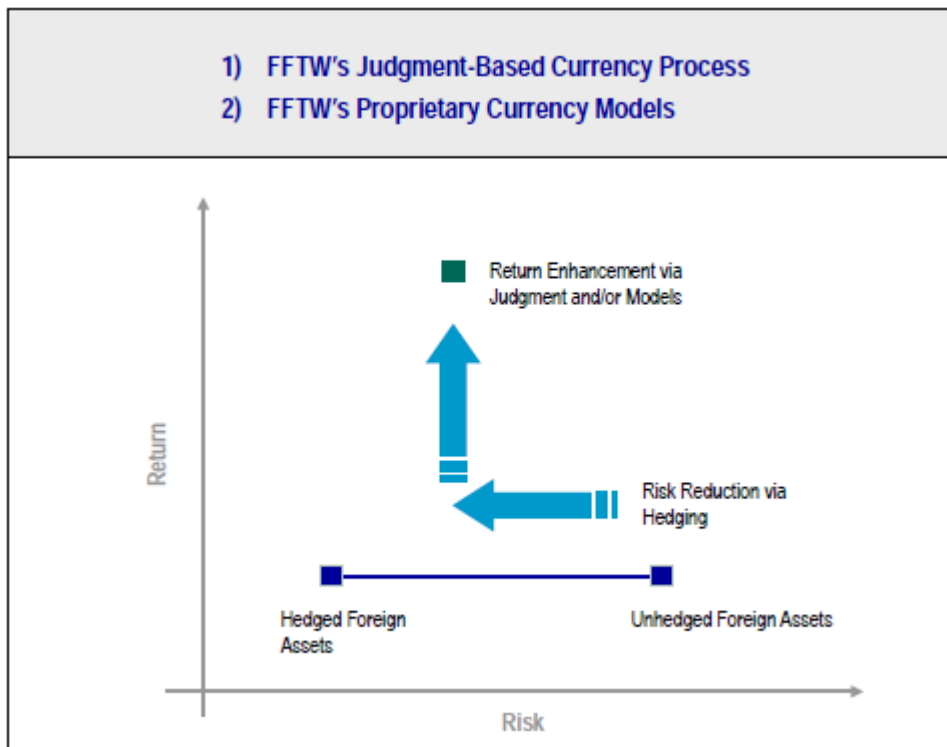 1) FFTW's Judgment-Based Currency Process
2) FFTW's Proprietary Currency Models
Return Enhancement via
Judgment and/or Models
Return
Risk Reduction via
Hedging
Hedged Foreign
Assets
Unhedged Foreign Assets
Risk